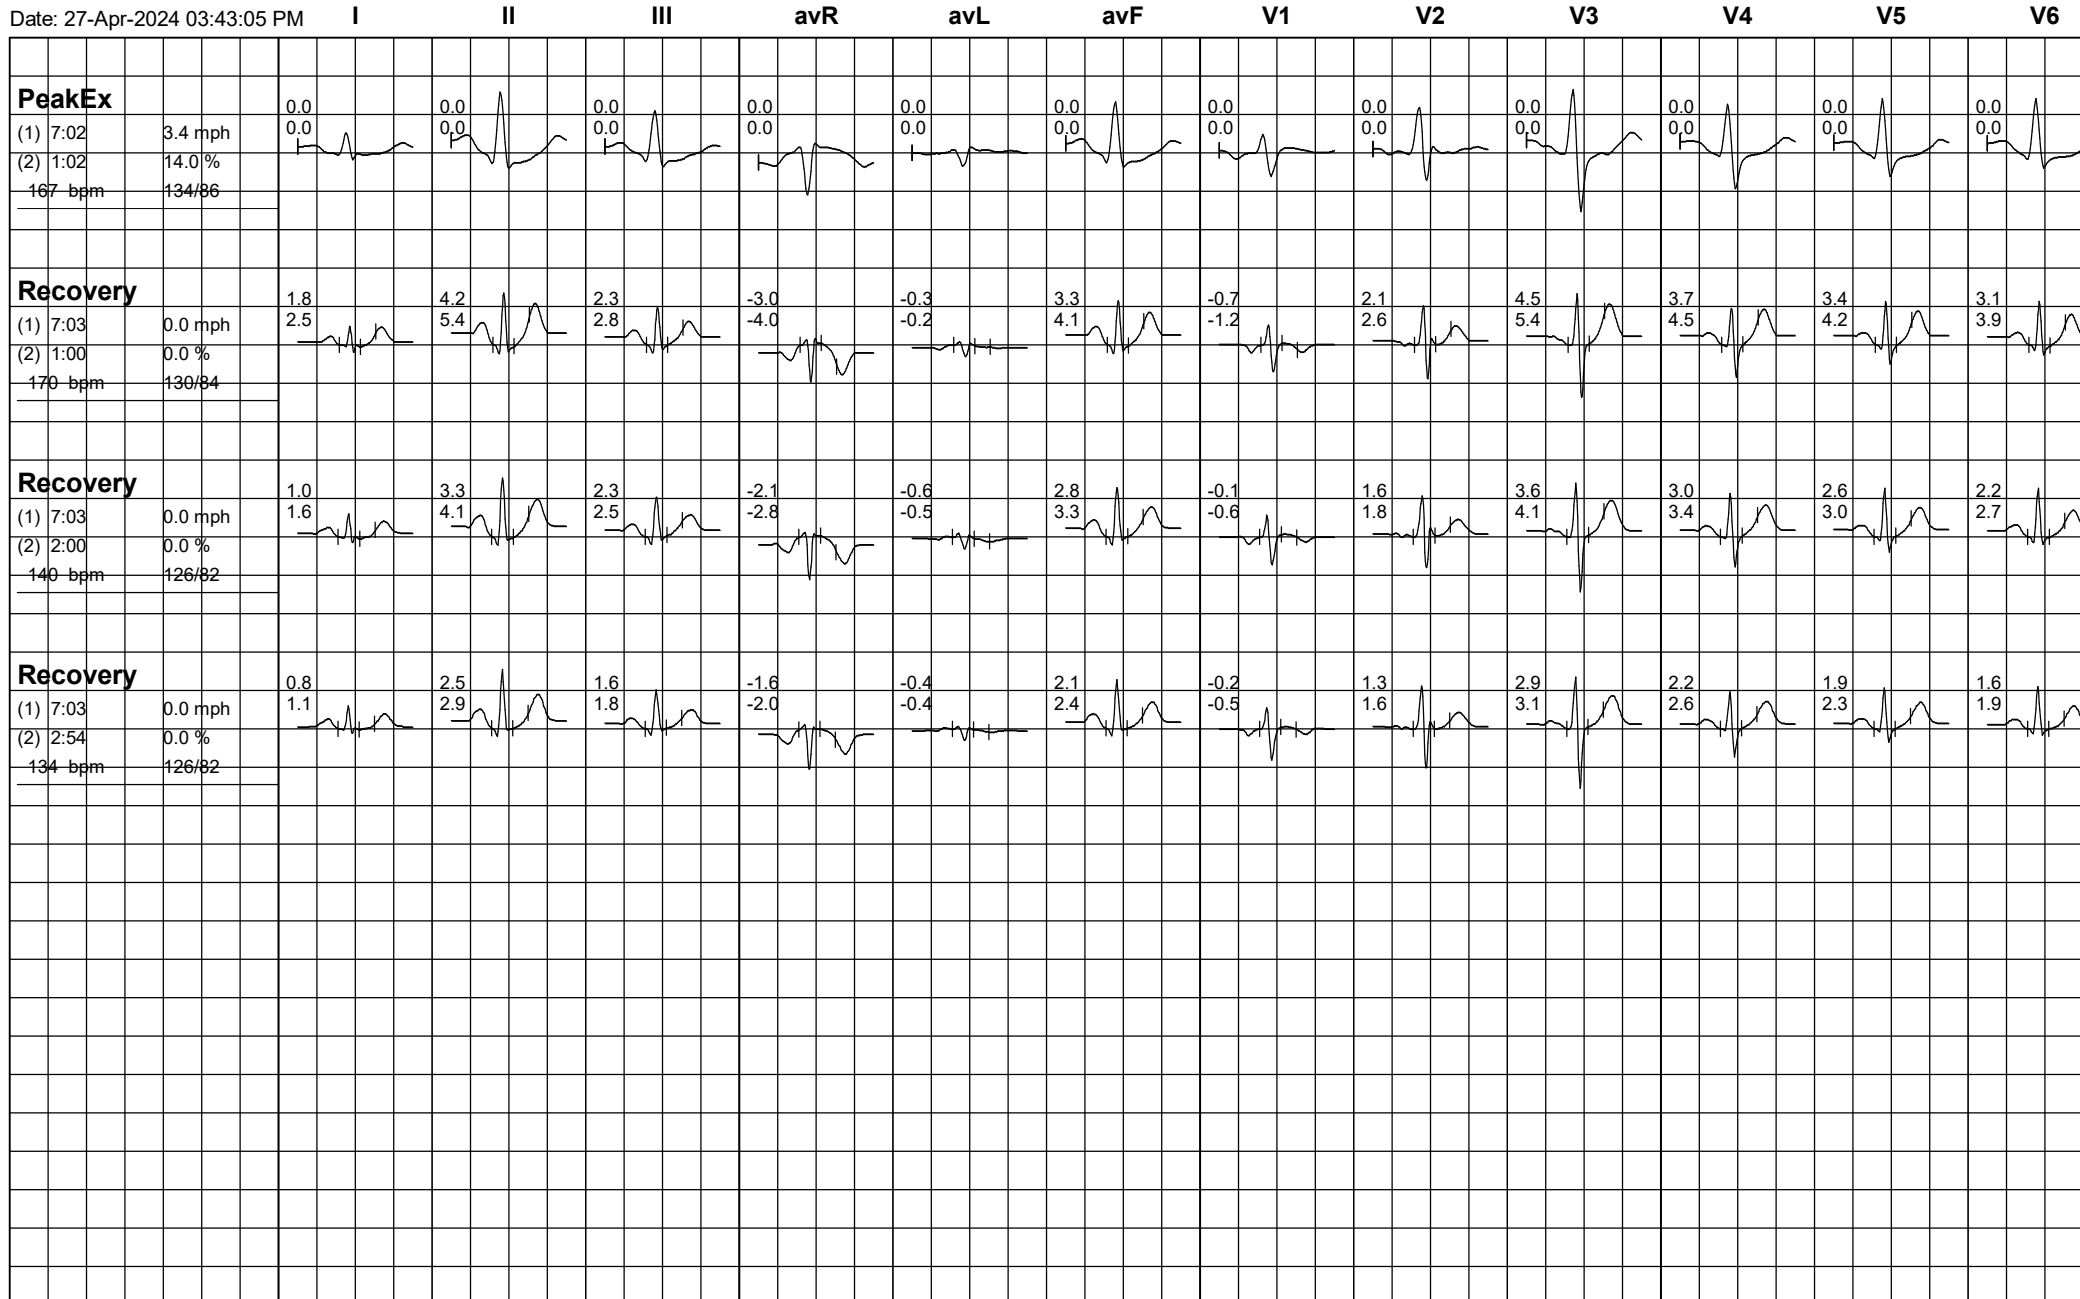 Date: 27-Apr-2024 03:43:05 PM I II III avR avL avF V1 V2 V3 V4 V5 V6
PeakEx
0.0 0.0 0.0 0.0 0.0 0.0 0.0 0.0 0.0 0.0 0.0 0.0
(1) 7:02 3.4 mph 0.0 0.0 0.0 0.0 0.0 0.0 0.0 0.0 0.0 0.0 0.0 0.0
(2) 1:02 14.0 %
167 bpm 134/86
Recovery
1.8 4.2 2.3 -3.0 -0.3 3.3 -0.7 2.1 4.5 3.7 3.4 3.1
(1) 7:03 0.0 mph 2.5 5.4 2.8 -4.0 -0.2 4.1 -1.2 2.6 5.4 4.5 4.2 3.9
(2) 1:00 0.0 %
170 bpm 130/84
Recovery
1.0 3.3 2.3 -2.1 -0.6 2.8 -0.1 1.6 3.6 3.0 2.6 2.2
(1) 7:03 0.0 mph 1.6 4.1 2.5 -2.8 -0.5 3.3 -0.6 1.8 4.1 3.4 3.0 2.7
(2) 2:00 0.0 %
140 bpm 126/82
Recovery
0.8 2.5 1.6 -1.6 -0.4 2.1 -0.2 1.3 2.9 2.2 1.9 1.6
(1) 7:03 0.0 mph 1.1 2.9 1.8 -2.0 -0.4 2.4 -0.5 1.6 3.1 2.6 2.3 1.9
(2) 2:54 0.0 %
134 bpm 126/82